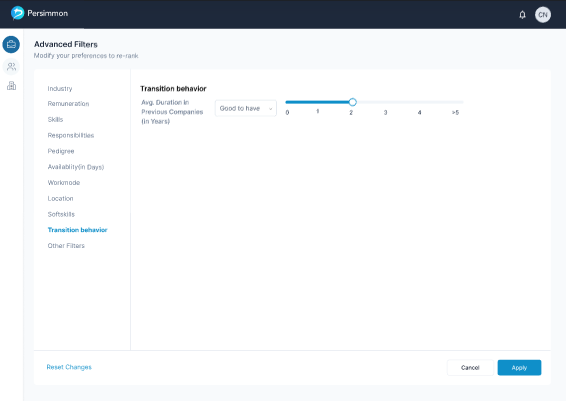 Persimmon
CN
Advanced Filters
Modify your preferences to re-rank
Industry
Remuneration
Skills
Responsibilities
Pedigree
Availablity(in Days)
Workmode
Location
Softskills
Transition behavior
Other Filters
Transition behavior
Avg. Duration in
Previous Companies
(in Years)
Good to have
0 1 2 3 4 >5
Reset Changes
Cancel
Apply